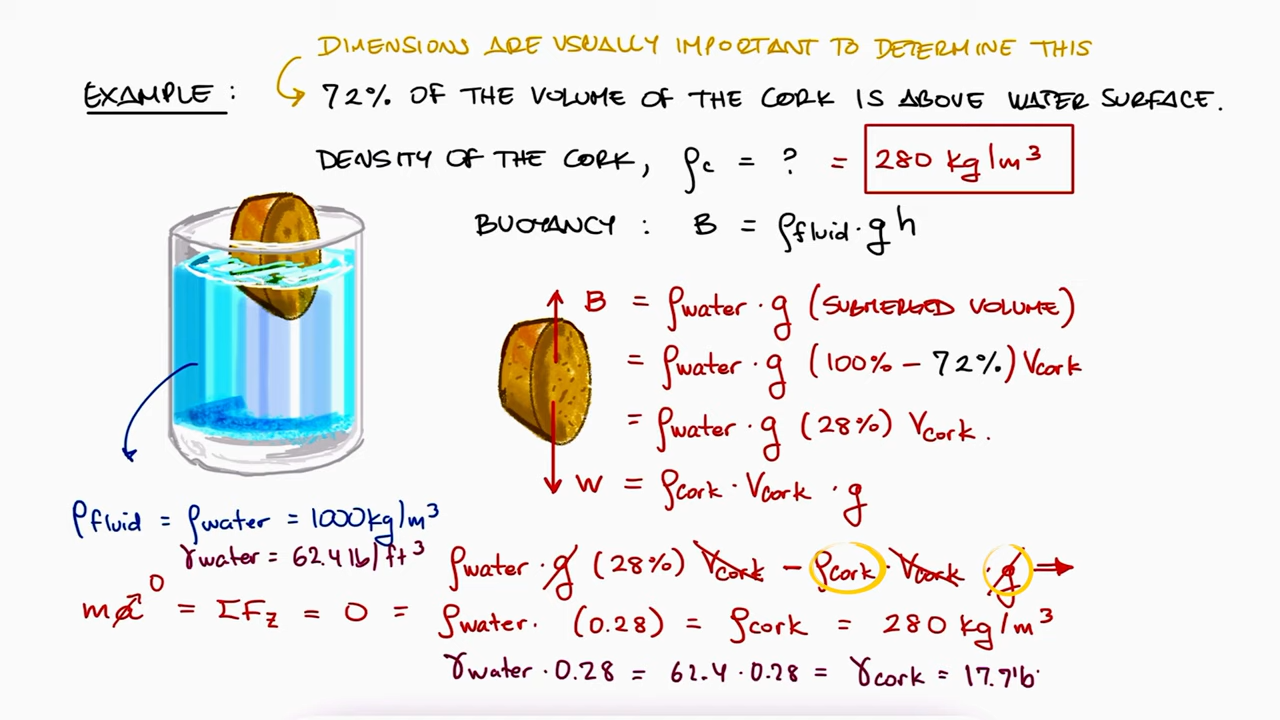 DIMENSIONS ARE USUALLY IMPORTANT TO DETERMINE THIS
EXAMPLE : 72% OF THE VOLUME OF THE CORK IS ABOVE WATER SURFACE.
DENSITY OF THE CORK, ρc = ? = 280 kg/m³
BUOYANCY : B = ρfluid · g h
B = ρwater · g (SUBMERGED VOLUME)
= ρwater · g (100% - 72%) Vcork
= ρwater · g (28%) Vcork.
W = ρcork · Vcork · g
ρfluid = ρwater = 1000 kg/m³
γwater = 62.4 lb/ft³
ρwater · g (28%) Vcork - ρcork · Vcork · g ⇒
ma⃗ 0 = ΣFz = 0 = ρwater. (0.28) = ρcork = 280 kg/m³
γwater · 0.28 = 62.4 · 0.28 = γcork = 17.7 lb